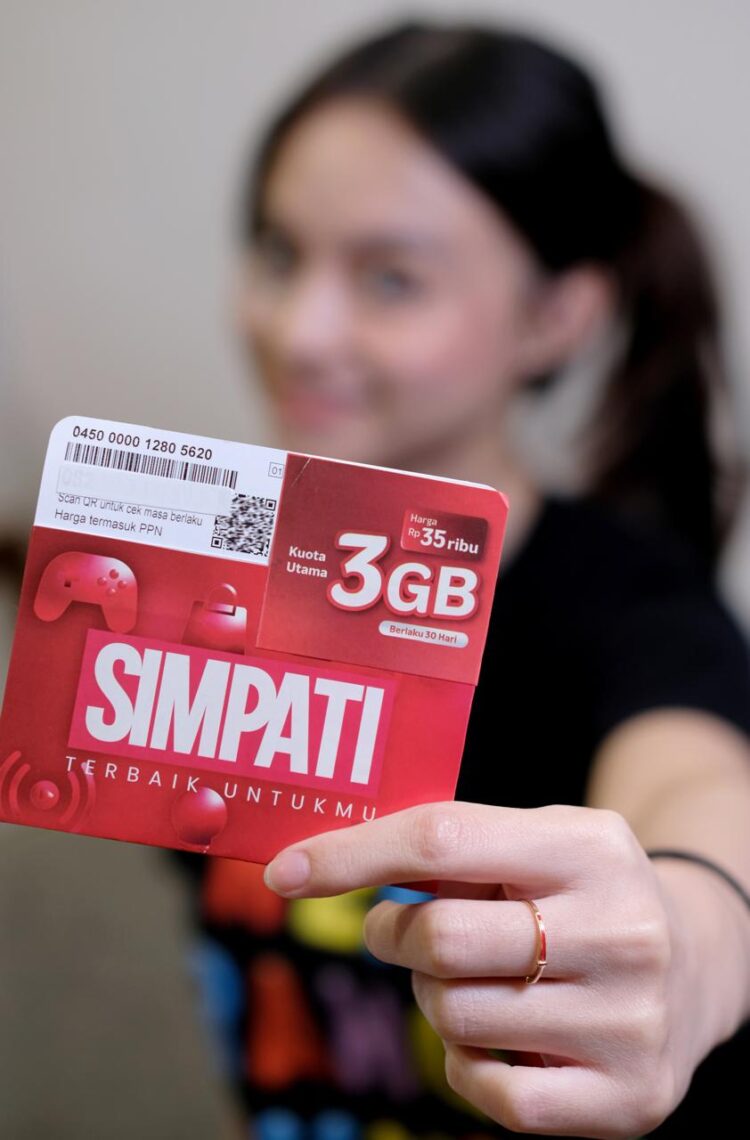 0450 0000 1280 5620
01
Scan QR untuk cek masa berlaku
Harga termasuk PPN
Harga
Rp 35 ribu
Kuota
Utama
3GB
Berlaku 30 Hari
SIMPATI
TERBAIK UNTUKMU